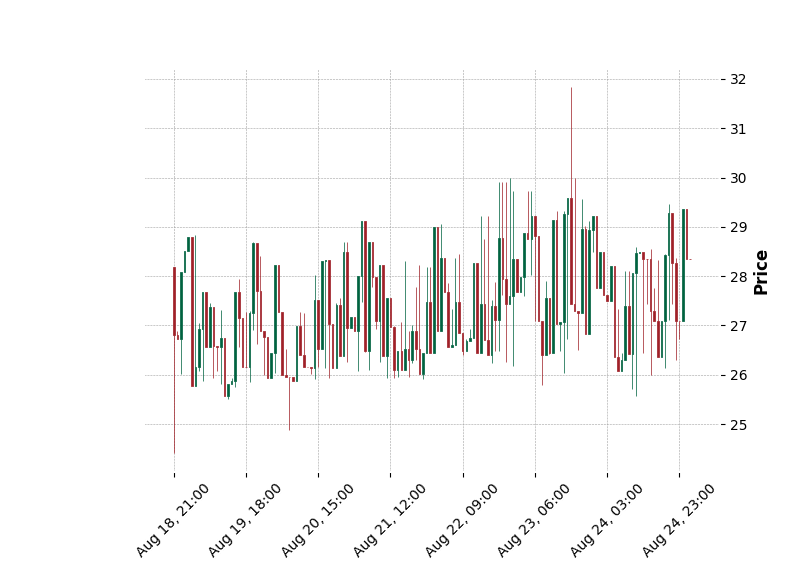 32
31
30
29
28
27
26
25
Price
Aug 18, 21:00
Aug 19, 18:00
Aug 20, 15:00
Aug 21, 12:00
Aug 22, 09:00
Aug 23, 06:00
Aug 24, 03:00
Aug 24, 23:00